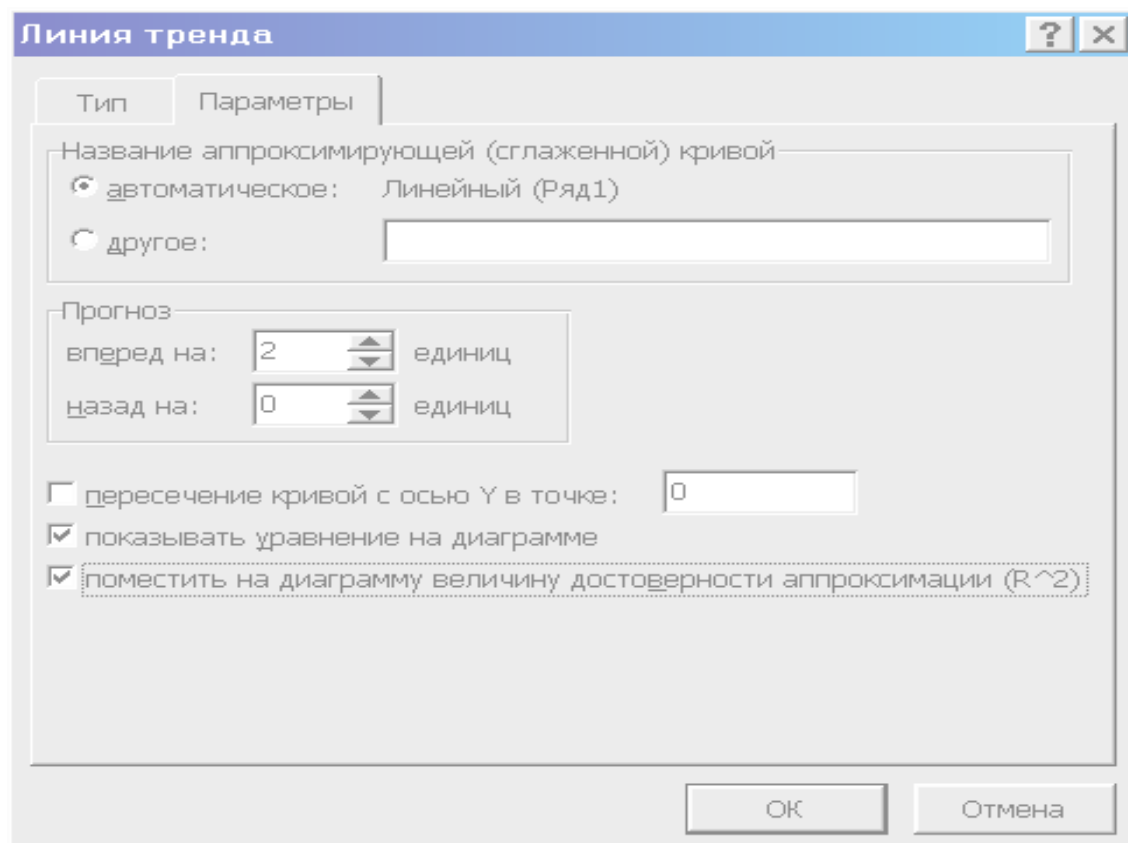 Линия тренда
Тип Параметры
Название аппроксимирующей (сглаженной) кривой
автоматическое: Линейный (Ряд1)
другое:
Прогноз
вперед на: 2 единиц
назад на: 0 единиц
пересечение кривой с осью Y в точке: 0
показывать уравнение на диаграмме
поместить на диаграмму величину достоверности аппроксимации (R^2)
ОК Отмена